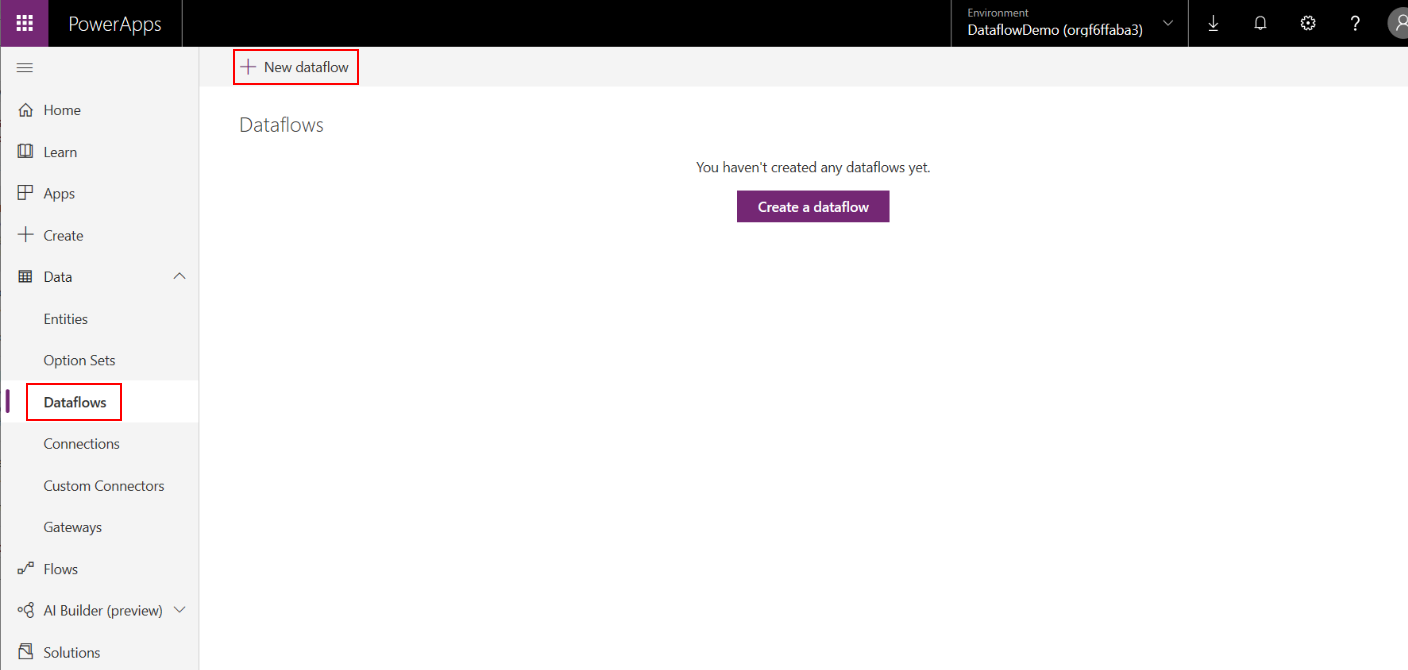 PowerApps
Environment
DataflowDemo (orgf6ffaba3)
?
New dataflow
Home
Learn
Apps
Create
Data
Entities
Option Sets
Dataflows
Connections
Custom Connectors
Gateways
Flows
AI Builder (preview)
Solutions
Dataflows
You haven't created any dataflows yet.
Create a dataflow